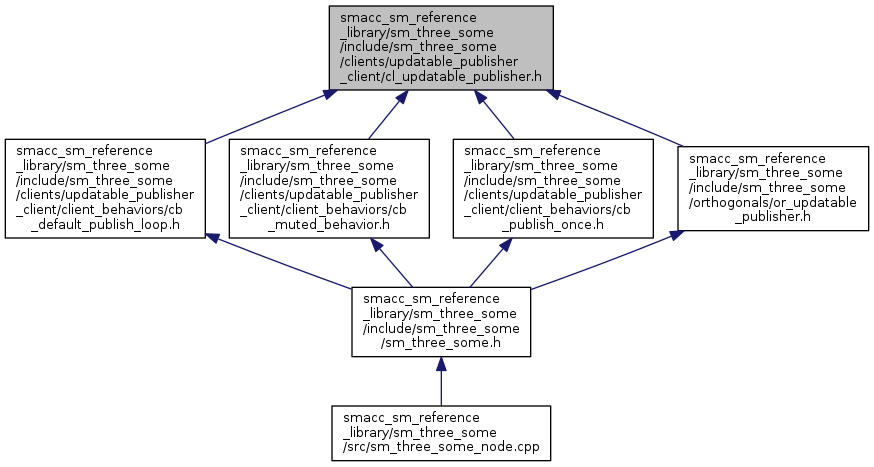 smacc_sm_reference
_library/sm_three_some
/include/sm_three_some
/clients/updatable_publisher
_client/cl_updatable_publisher.h
smacc_sm_reference
_library/sm_three_some
/include/sm_three_some
/clients/updatable_publisher
_client/client_behaviors/cb
_default_publish_loop.h
smacc_sm_reference
_library/sm_three_some
/include/sm_three_some
/clients/updatable_publisher
_client/client_behaviors/cb
_muted_behavior.h
smacc_sm_reference
_library/sm_three_some
/include/sm_three_some
/clients/updatable_publisher
_client/client_behaviors/cb
_publish_once.h
smacc_sm_reference
_library/sm_three_some
/include/sm_three_some
/orthogonals/or_updatable
_publisher.h
smacc_sm_reference
_library/sm_three_some
/include/sm_three_some
/sm_three_some.h
smacc_sm_reference
_library/sm_three_some
/src/sm_three_some_node.cpp